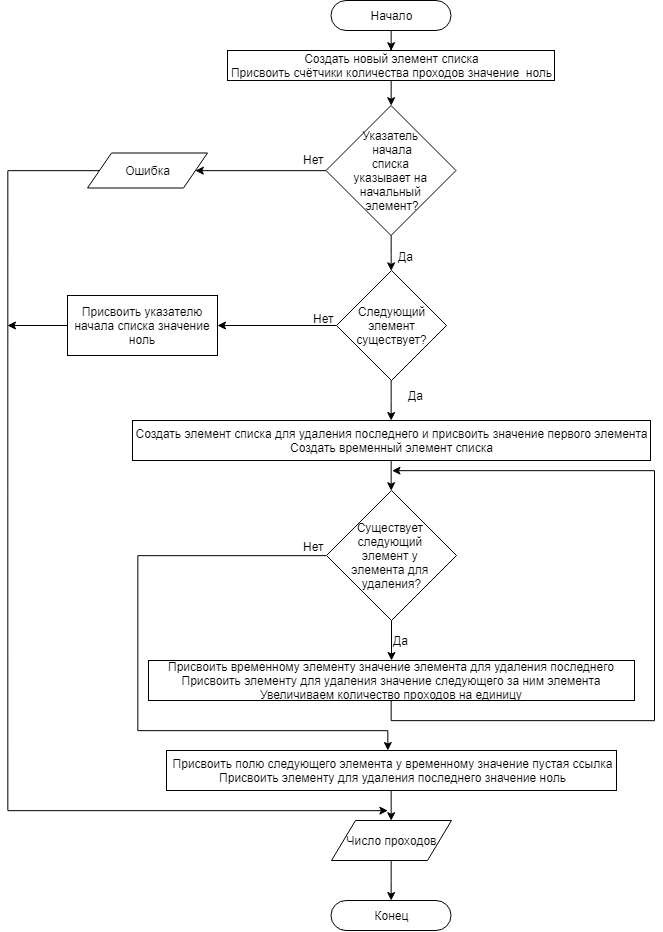 Начало
Создать новый элемент списка
Присвоить счётчики количества проходов значение ноль
Указатель
начала
списка
указывает на
начальный
элемент?
Нет
Ошибка
Да
Следующий
элемент
существует?
Нет
Присвоить указателю
начала списка значение
ноль
Да
Создать элемент списка для удаления последнего и присвоить значение первого элемента
Создать временный элемент списка
Существует
следующий
элемент у
элемента для
удаления?
Нет
Да
Присвоить временному элементу значение элемента для удаления последнего
Присвоить элементу для удаления значение следующего за ним элемента
Увеличиваем количество проходов на единицу
Присвоить полю следующего элемента у временному значение пустая ссылка
Присвоить элементу для удаления последнего значение ноль
Число проходов
Конец